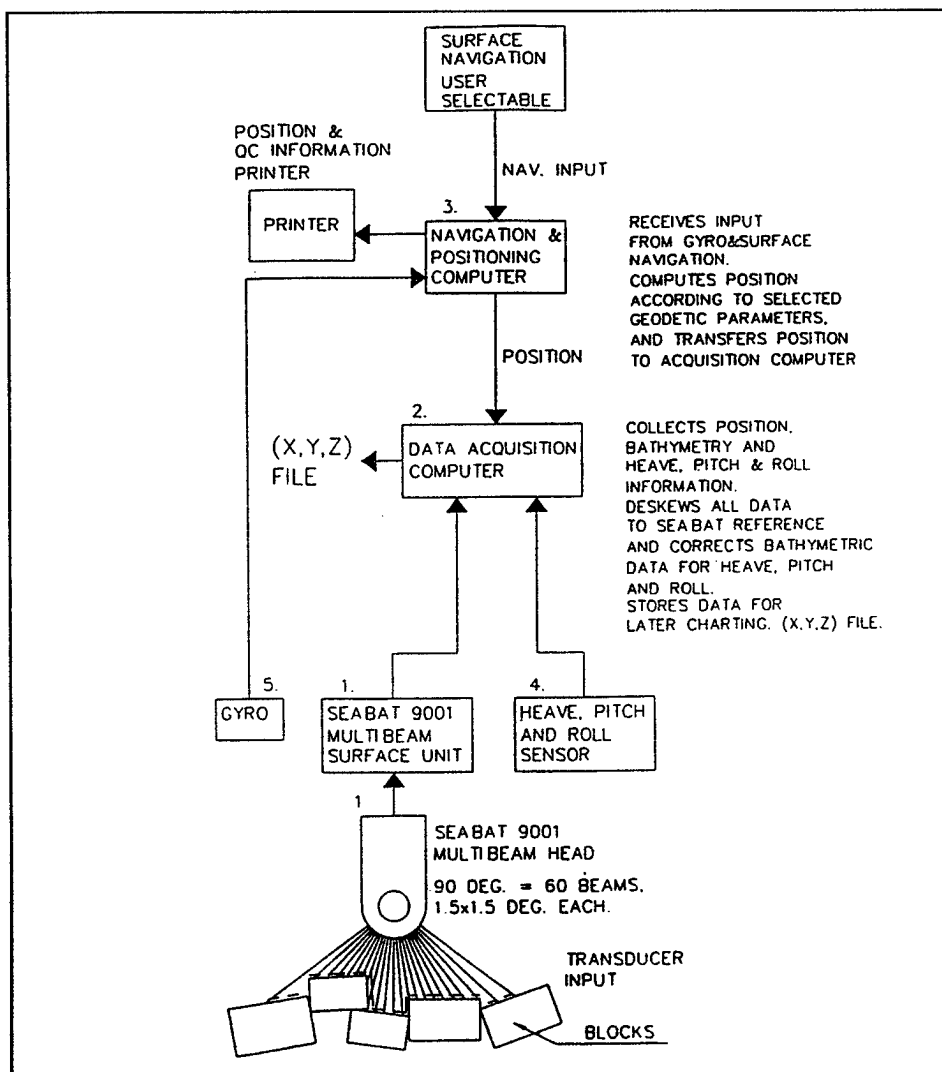 SURFACE
NAVIGATION
USER
SELECTABLE
POSITION &
QC INFORMATION
PRINTER
NAV. INPUT
PRINTER
3.
NAVIGATION &
POSITIONING
COMPUTER
RECEIVES INPUT
FROM GYRO&SURFACE
NAVIGATION.
COMPUTES POSITION
ACCORDING TO SELECTED
GEODETIC PARAMETERS,
AND TRANSFERS POSITION
TO ACQUISITION COMPUTER
POSITION
2.
(X,Y,Z)
FILE
DATA ACQUISITION
COMPUTER
COLLECTS POSITION,
BATHYMETRY AND
HEAVE, PITCH & ROLL
INFORMATION.
DESKEWS ALL DATA
TO SEABAT REFERENCE
AND CORRECTS BATHYMETRIC
DATA FOR HEAVE, PITCH
AND ROLL.
STORES DATA FOR
LATER CHARTING. (X,Y,Z) FILE.
5.
GYRO
1.
SEABAT 9001
MULTIBEAM
SURFACE UNIT
4.
HEAVE, PITCH
AND ROLL
SENSOR
1
SEABAT 9001
MULTIBEAM HEAD
90 DEG. = 60 BEAMS,
1.5x1.5 DEG. EACH.
TRANSDUCER
INPUT
BLOCKS